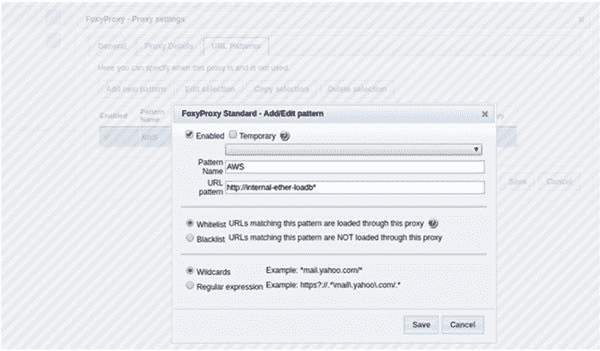 FoxyProxy - Proxy settings
General Proxy Details URL Patterns
Here you can specify when this proxy is and is not used.
Add new pattern Edit selection Copy selection Delete selection
Enabled Pattern Name
AWS
FoxyProxy Standard - Add/Edit pattern
Enabled Temporary
Pattern Name AWS
URL pattern http://internal-ether-loadb*
Whitelist URLs matching this pattern are loaded through this proxy
Blacklist URLs matching this pattern are NOT loaded through this proxy
Wildcards Example: *mail.yahoo.com/*
Regular expression Example: https?://.*\mail\.yahoo\.com/.*
Save Cancel
Save Cancel